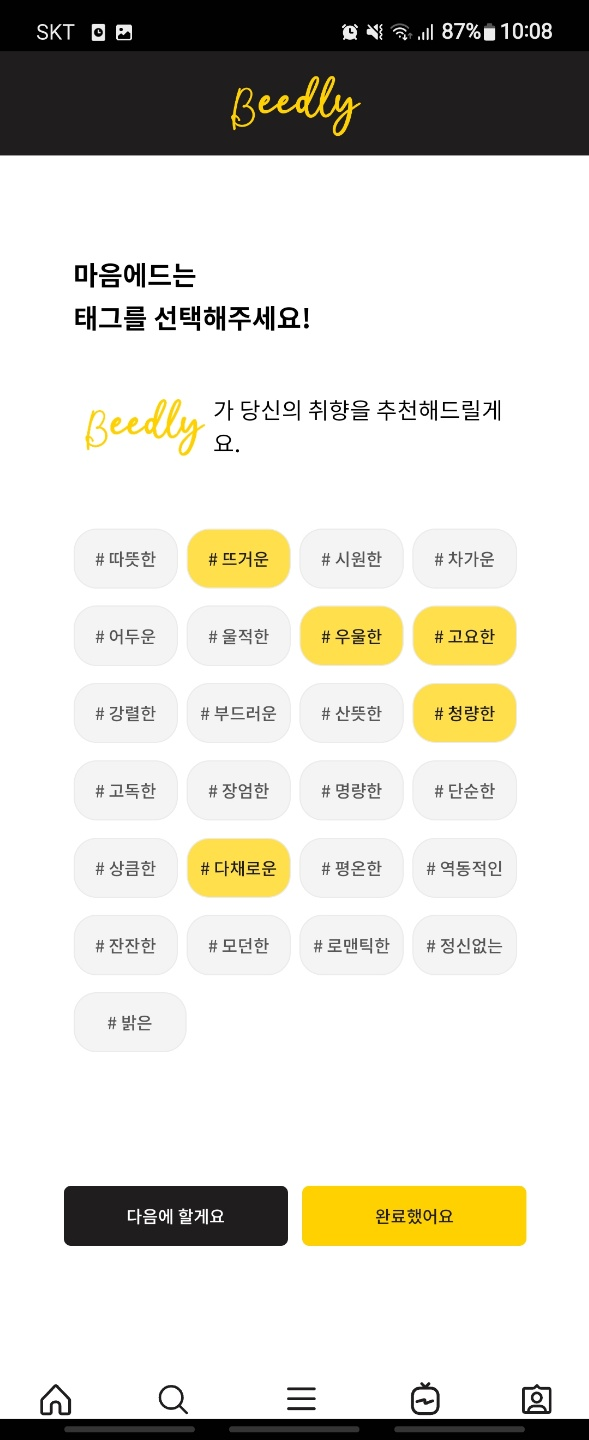 SKT 87% 10:08
Beedly
마음에드는
태그를 선택해주세요!
Beedly 가 당신의 취향을 추천해드릴게
요.
# 따뜻한 # 뜨거운 # 시원한 # 차가운
# 어두운 # 울적한 # 우울한 # 고요한
# 강렬한 # 부드러운 # 산뜻한 # 청량한
# 고독한 # 장엄한 # 명량한 # 단순한
# 상큼한 # 다채로운 # 평온한 # 역동적인
# 잔잔한 # 모던한 # 로맨틱한 # 정신없는
# 밝은
다음에 할게요 완료했어요